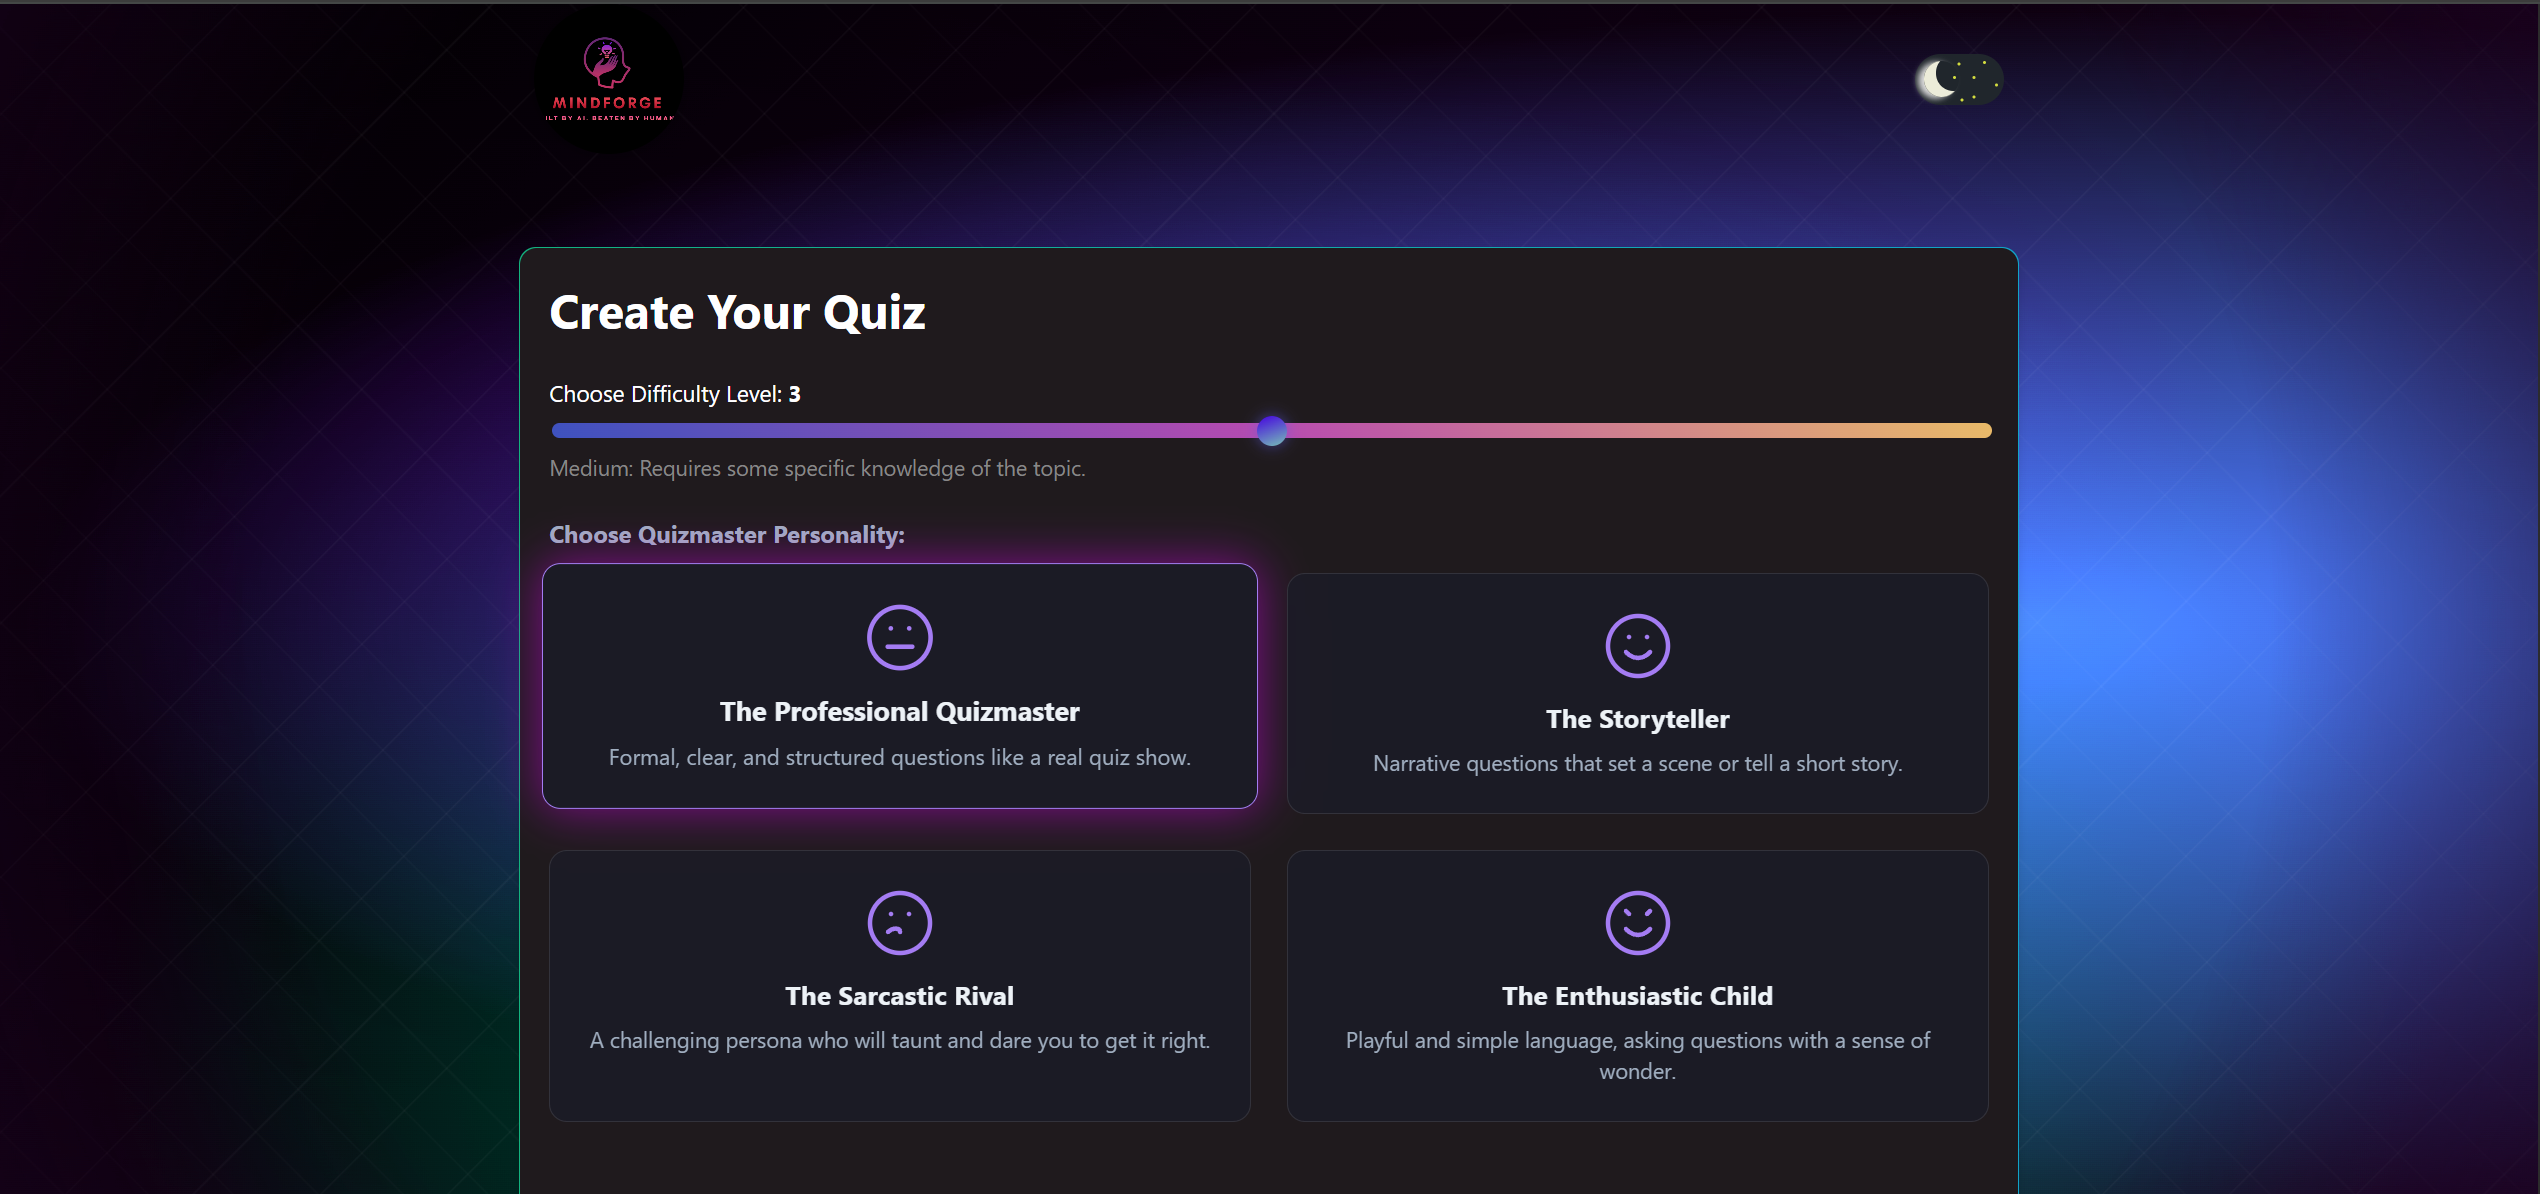 MINDFORGE
ILT BY AI. BEATEN BY HUMAN
Create Your Quiz
Choose Difficulty Level: 3
Medium: Requires some specific knowledge of the topic.
Choose Quizmaster Personality:
The Professional Quizmaster
Formal, clear, and structured questions like a real quiz show.
The Storyteller
Narrative questions that set a scene or tell a short story.
The Sarcastic Rival
A challenging persona who will taunt and dare you to get it right.
The Enthusiastic Child
Playful and simple language, asking questions with a sense of
wonder.